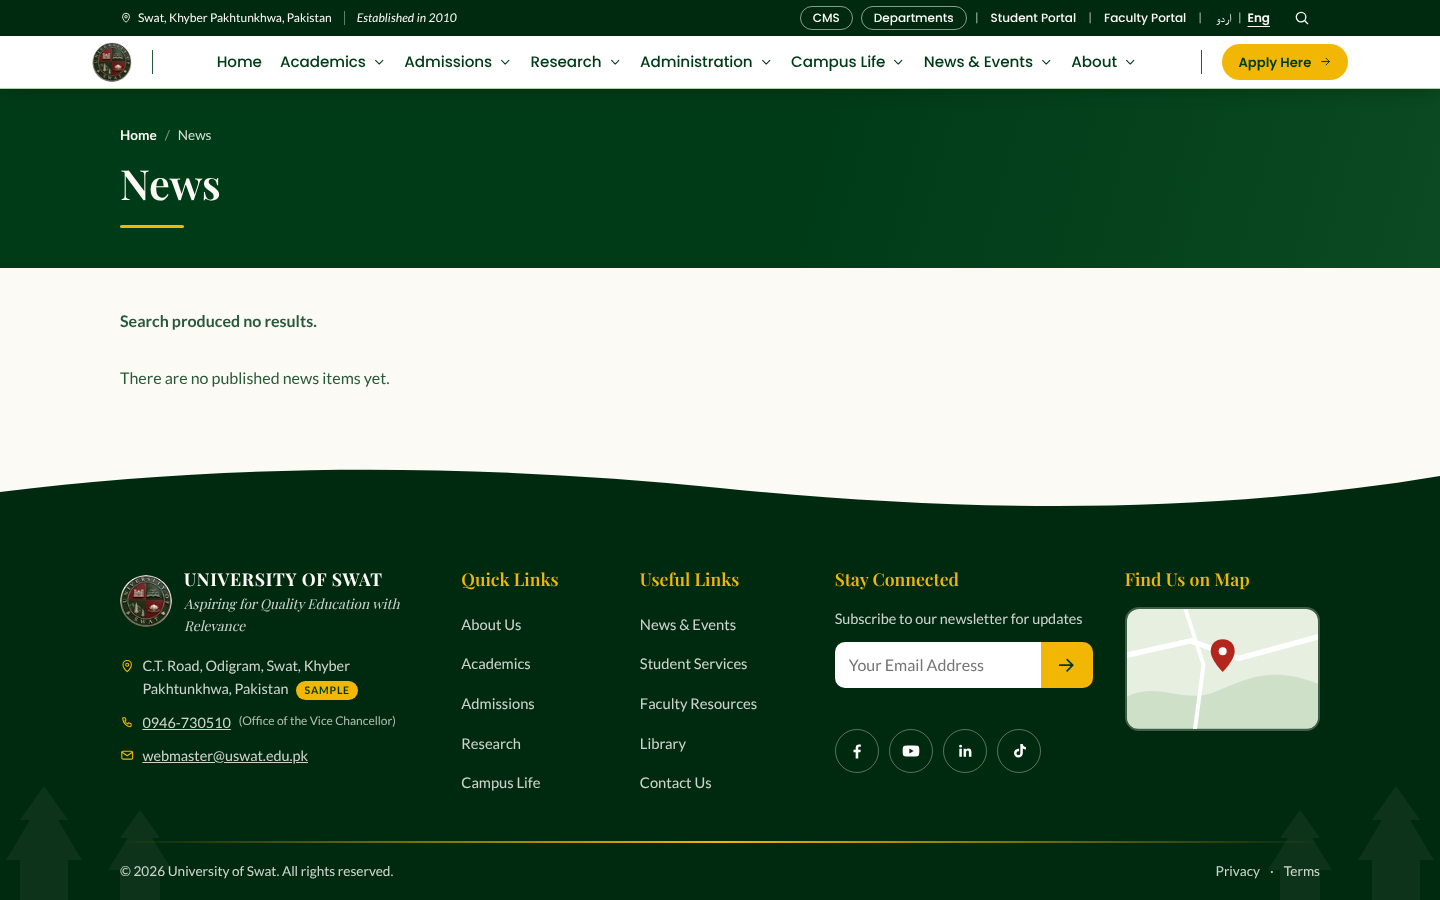 Swat, Khyber Pakhtunkhwa, Pakistan | Established in 2010
CMS Departments | Student Portal | Faculty Portal | اردو | Eng
Home Academics Admissions Research Administration Campus Life News & Events About Apply Here
Home / News
News
Search produced no results.
There are no published news items yet.
UNIVERSITY OF SWAT
Aspiring for Quality Education with
Relevance
C.T. Road, Odigram, Swat, Khyber
Pakhtunkhwa, Pakistan SAMPLE
0946-730510 (Office of the Vice Chancellor)
webmaster@uswat.edu.pk
Quick Links
About Us
Academics
Admissions
Research
Campus Life
Useful Links
News & Events
Student Services
Faculty Resources
Library
Contact Us
Stay Connected
Subscribe to our newsletter for updates
Your Email Address
Find Us on Map
© 2026 University of Swat. All rights reserved.
Privacy · Terms